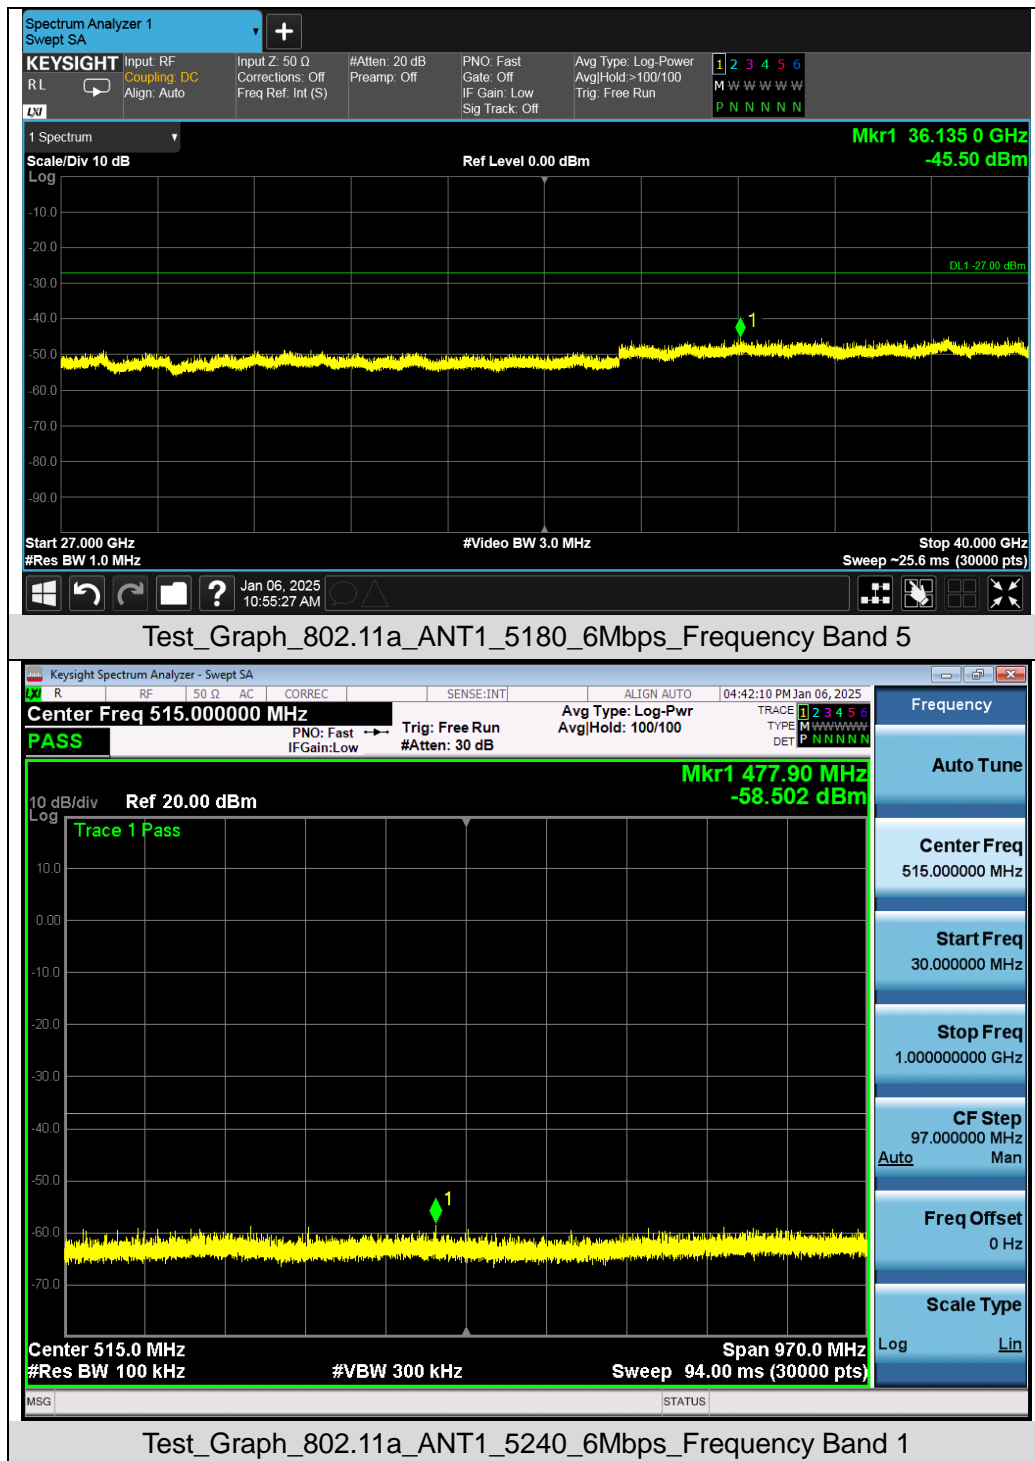 Spectrum Analyzer 1
Swept SA
+
KEYSIGHT Input: RF Input Z: 50 Ω #Atten: 20 dB PNO: Fast Avg Type: Log-Power 1 2 3 4 5 6
R L Coupling: DC Corrections: Off Preamp: Off Gate: Off Avg|Hold:>100/100 M W W W W W
Align: Auto Freq Ref: Int (S) IF Gain: Low Trig: Free Run
LXI Sig Track: Off P N N N N N
1 Spectrum Mkr1 36.135 0 GHz
Scale/Div 10 dB Ref Level 0.00 dBm -45.50 dBm
Log
-10.0
-20.0
DL1 -27.00 dBm
-30.0
-40.0
1
-50.0
-60.0
-70.0
-80.0
-90.0
Start 27.000 GHz #Video BW 3.0 MHz Stop 40.000 GHz
#Res BW 1.0 MHz Sweep ~25.6 ms (30000 pts)
? Jan 06, 2025
10:55:27 AM
Test_Graph_802.11a_ANT1_5180_6Mbps_Frequency Band 5
Keysight Spectrum Analyzer - Swept SA
LXI R RF 50 Ω AC CORREC SENSE:INT ALIGN AUTO 04:42:10 PM Jan 06, 2025
Center Freq 515.000000 MHz Avg Type: Log-Pwr TRACE 1 2 3 4 5 6
PNO: Fast Trig: Free Run Avg|Hold: 100/100 TYPE M W W W W W
PASS IFGain:Low #Atten: 30 dB DET P N N N N N
Frequency
Auto Tune
Mkr1 477.90 MHz
10 dB/div Ref 20.00 dBm -58.502 dBm
Log
Trace 1 Pass
10.0
0.00
-10.0
-20.0
-30.0
-40.0
-50.0
1
-60.0
-70.0
Center 515.0 MHz Span 970.0 MHz
#Res BW 100 kHz #VBW 300 kHz Sweep 94.00 ms (30000 pts)
Center Freq
515.000000 MHz
Start Freq
30.000000 MHz
Stop Freq
1.000000000 GHz
CF Step
97.000000 MHz
Auto Man
Freq Offset
0 Hz
Scale Type
Log Lin
MSG STATUS
Test_Graph_802.11a_ANT1_5240_6Mbps_Frequency Band 1